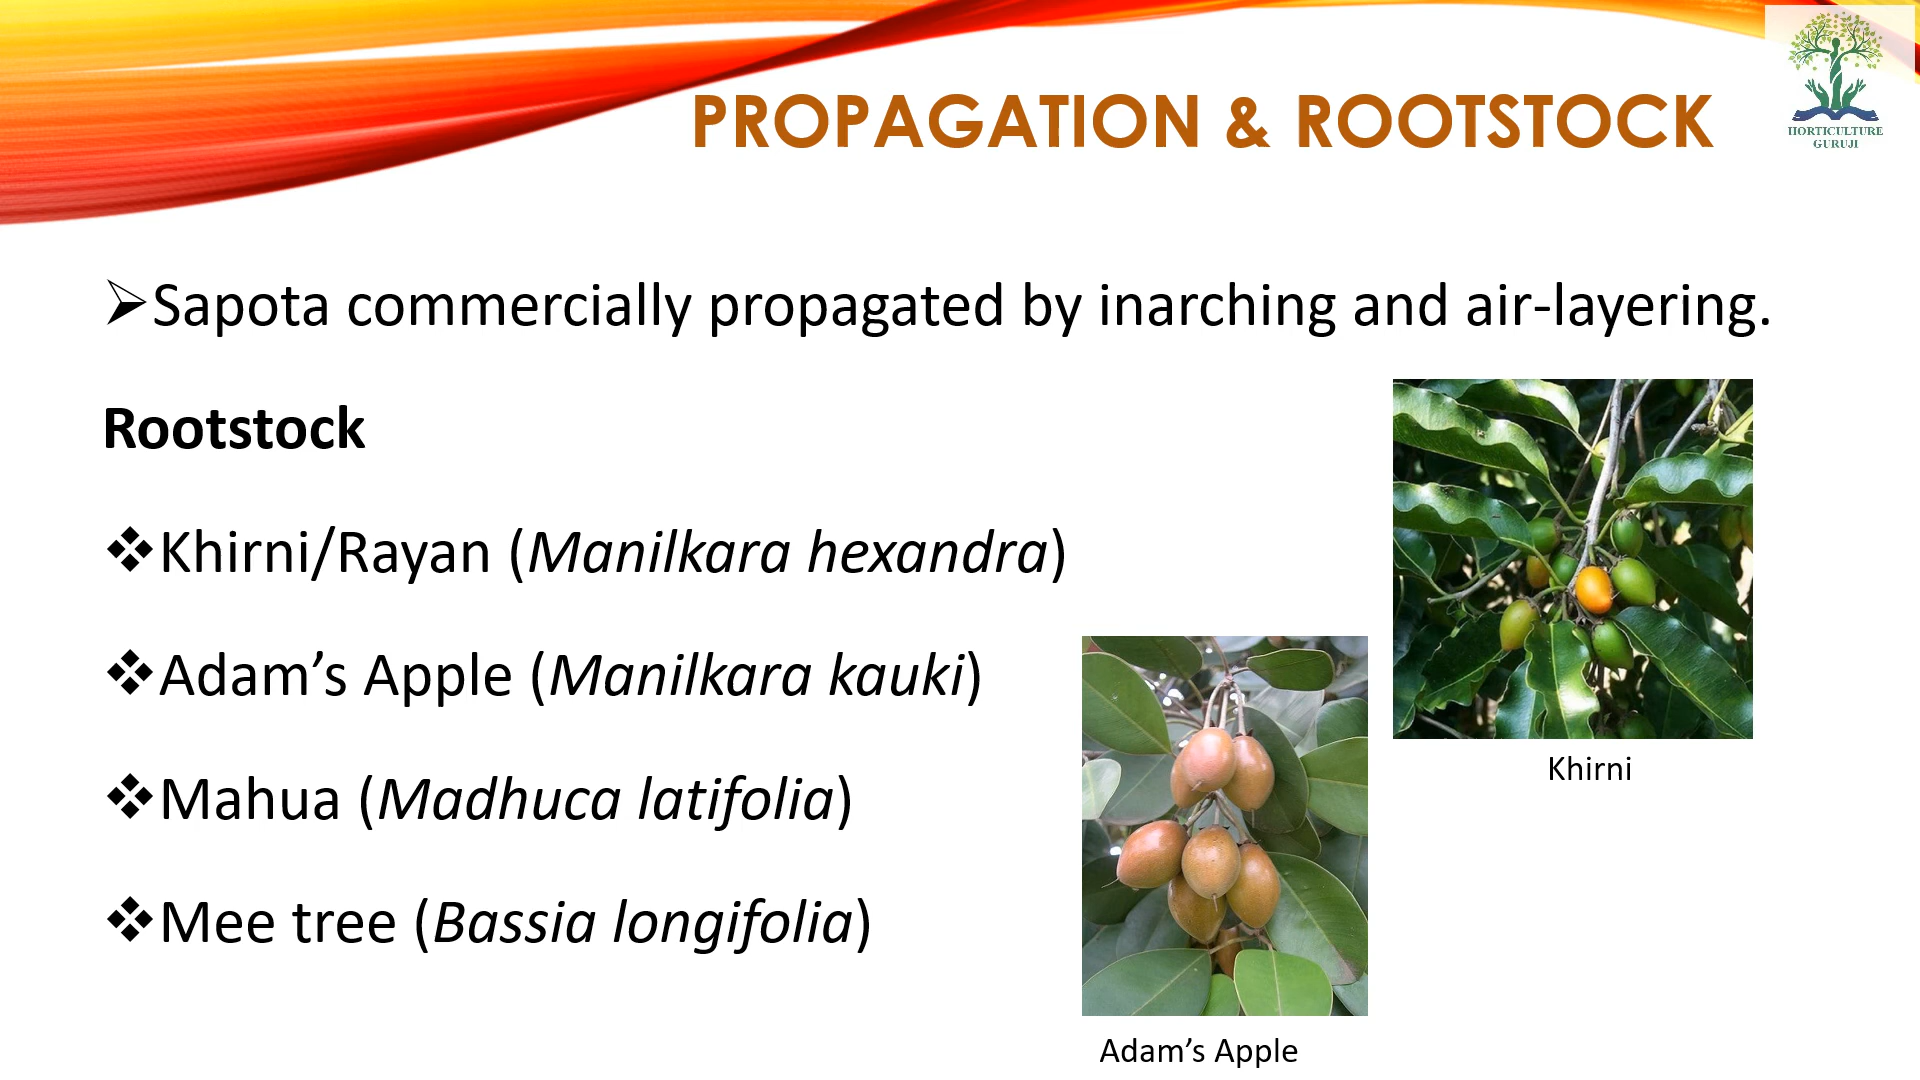 PROPAGATION & ROOTSTOCK
HORTICULTURE
GURUJI
➢Sapota commercially propagated by inarching and air-layering.
Rootstock
❖Khirni/Rayan (Manilkara hexandra)
❖Adam’s Apple (Manilkara kauki)
❖Mahua (Madhuca latifolia)
❖Mee tree (Bassia longifolia)
Khirni
Adam’s Apple